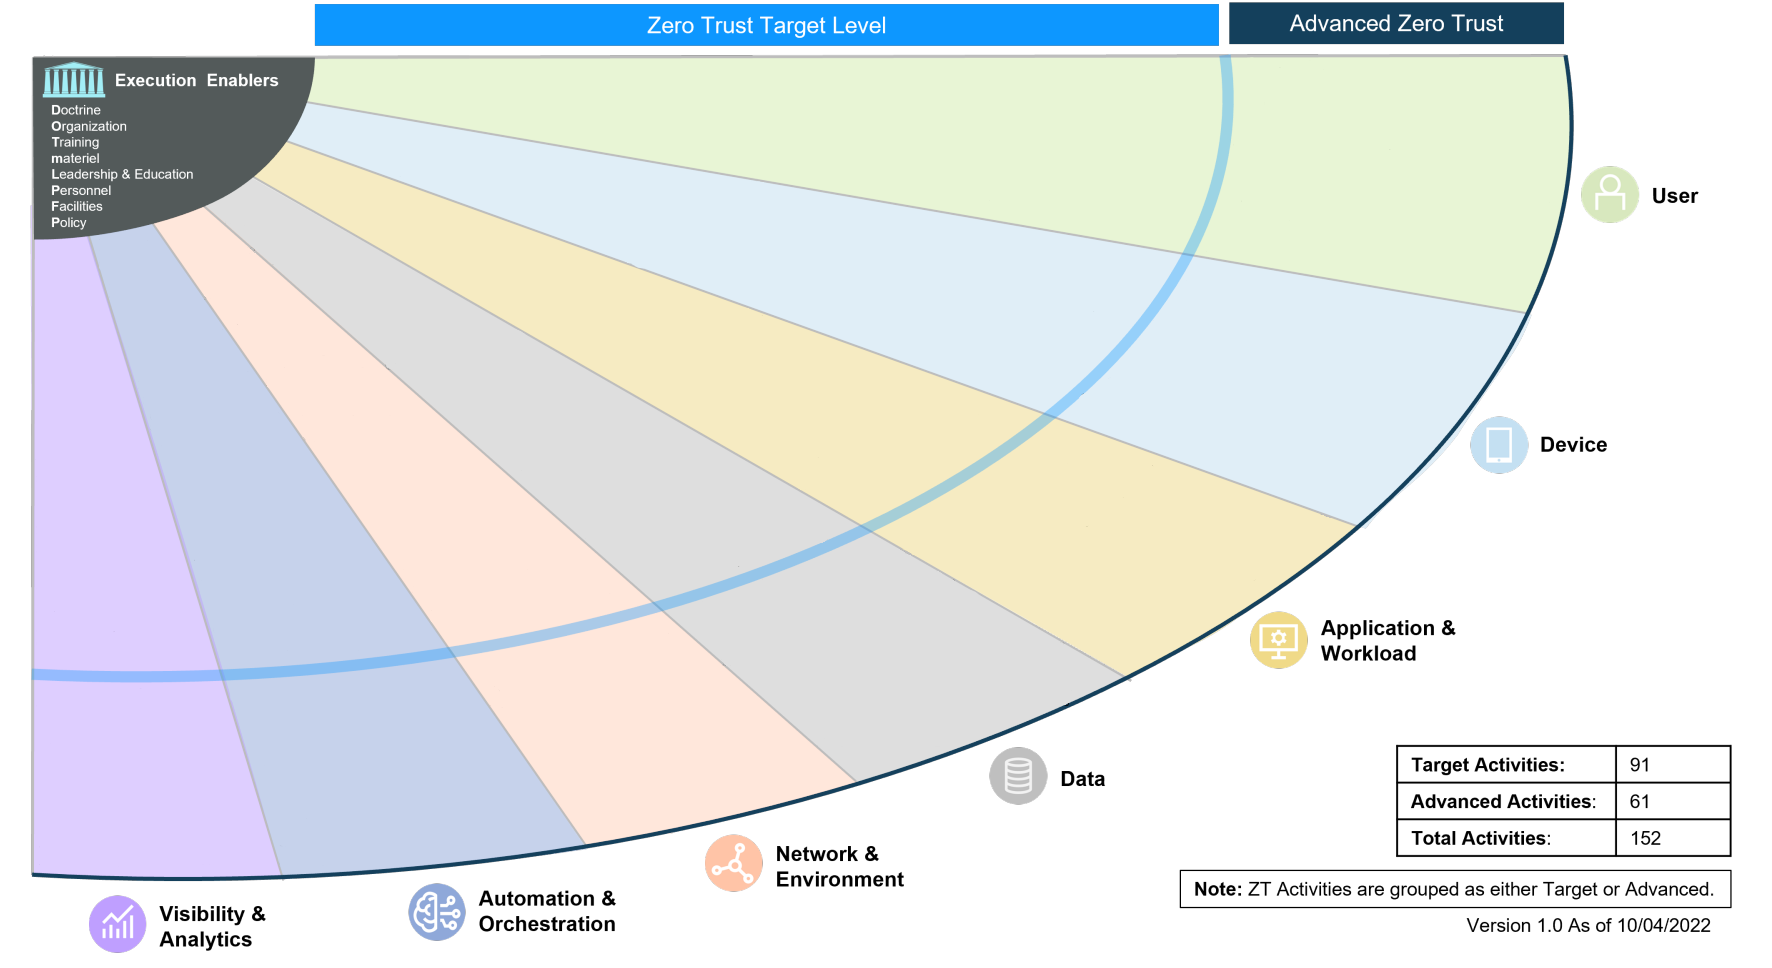 Zero Trust Target Level
Advanced Zero Trust
Execution Enablers
Doctrine
Organization
Training
materiel
Leadership & Education
Personnel
Facilities
Policy
User
Device
Application &
Workload
Data
Network &
Environment
Automation &
Orchestration
Visibility &
Analytics
Target Activities: 91
Advanced Activities: 61
Total Activities: 152
Note: ZT Activities are grouped as either Target or Advanced.
Version 1.0 As of 10/04/2022